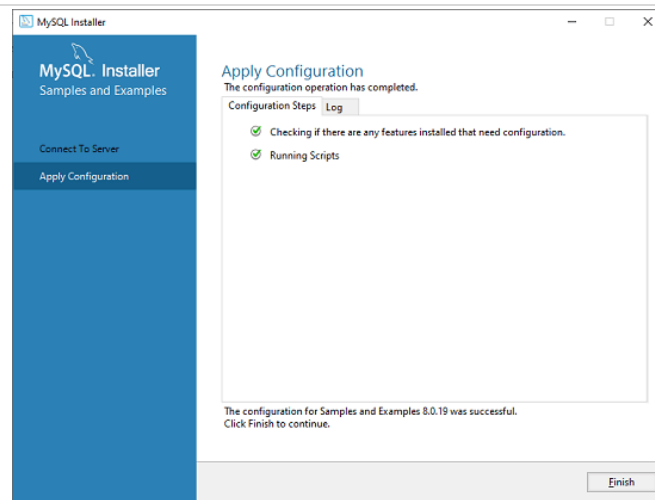 MySQL Installer
MySQL. Installer
Samples and Examples
Connect To Server
Apply Configuration
Apply Configuration
The configuration operation has completed.
Configuration Steps Log
Checking if there are any features installed that need configuration.
Running Scripts
The configuration for Samples and Examples 8.0.19 was successful.
Click Finish to continue.
Finish